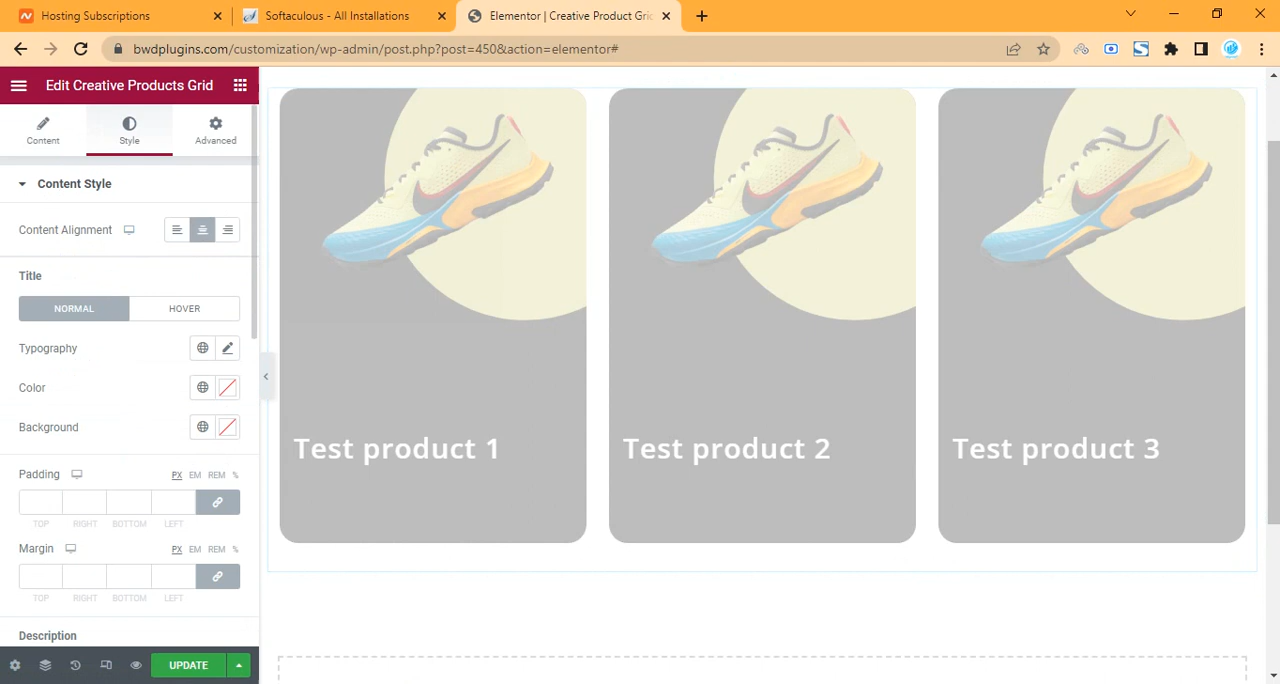 Hosting Subscriptions
Softaculous - All Installations
Elementor | Creative Product Gri
bwdplugins.com/customization/wp-admin/post.php?post=450&action=elementor#
Edit Creative Products Grid
Content
Style
Advanced
Content Style
Content Alignment
Title
NORMAL
HOVER
Typography
Color
Background
Padding
PX EM REM %
TOP RIGHT BOTTOM LEFT
Margin
PX EM REM %
TOP RIGHT BOTTOM LEFT
Description
UPDATE
Test product 1
Test product 2
Test product 3